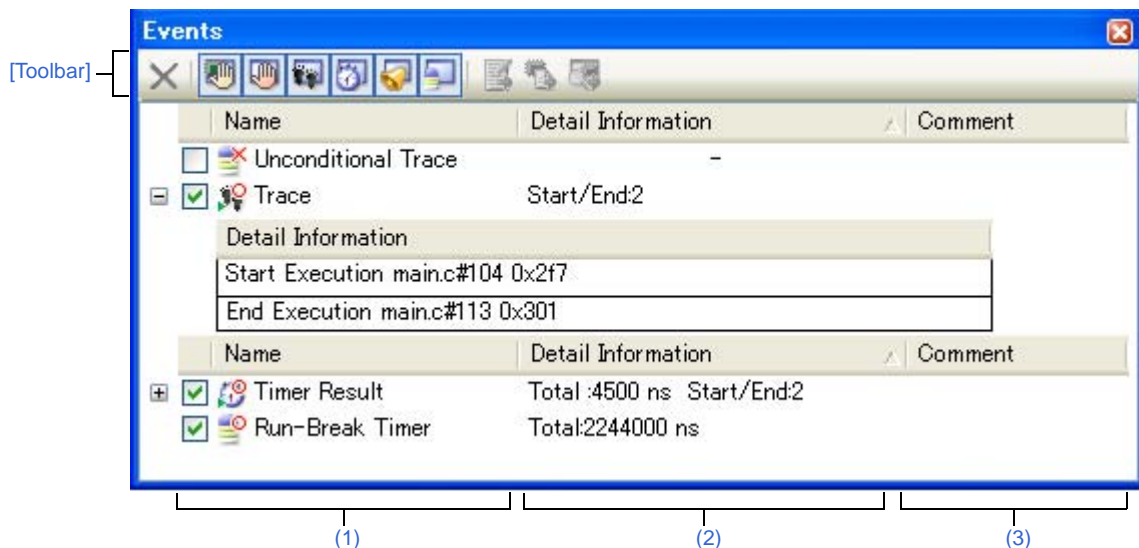 Events
[Toolbar]
Name Detail Information Comment
Unconditional Trace -
Trace Start/End:2
Detail Information
Start Execution main.c#104 0x2f7
End Execution main.c#113 0x301
Name Detail Information Comment
Timer Result Total :4500 ns Start/End:2
Run-Break Timer Total:2244000 ns
(1) (2) (3)